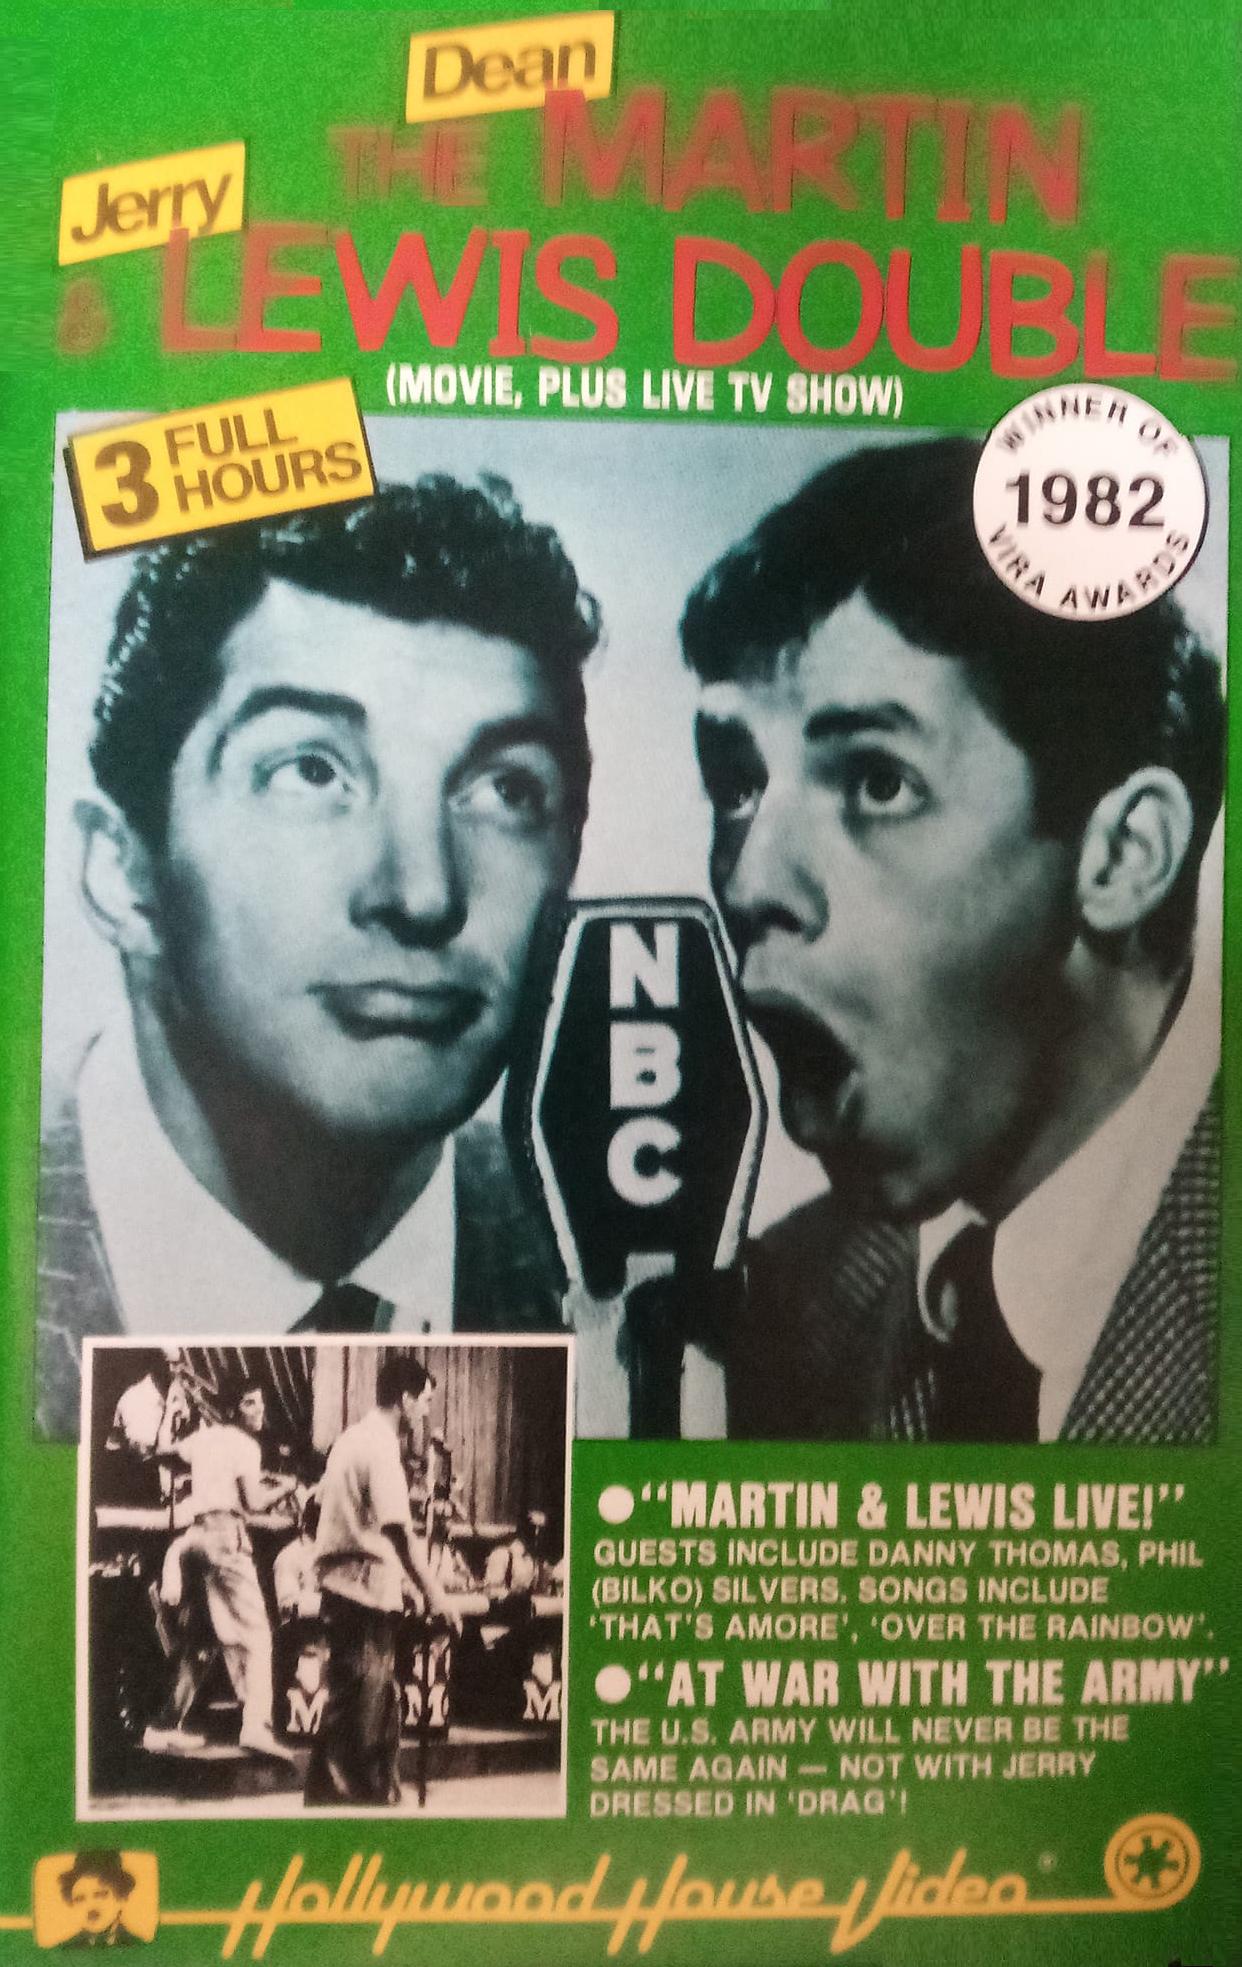 Dean
THE MARTIN
Jerry
& LEWIS DOUBLE
(MOVIE, PLUS LIVE TV SHOW)
3 FULL
HOURS
WINNER OF
1982
VIRA AWARDS
NBC
M M M
●“MARTIN & LEWIS LIVE!”
GUESTS INCLUDE DANNY THOMAS, PHIL
(BILKO) SILVERS. SONGS INCLUDE
‘THAT’S AMORE’, ‘OVER THE RAINBOW’.
●“AT WAR WITH THE ARMY”
THE U.S. ARMY WILL NEVER BE THE
SAME AGAIN — NOT WITH JERRY
DRESSED IN ‘DRAG’!
Hollywood House Video®